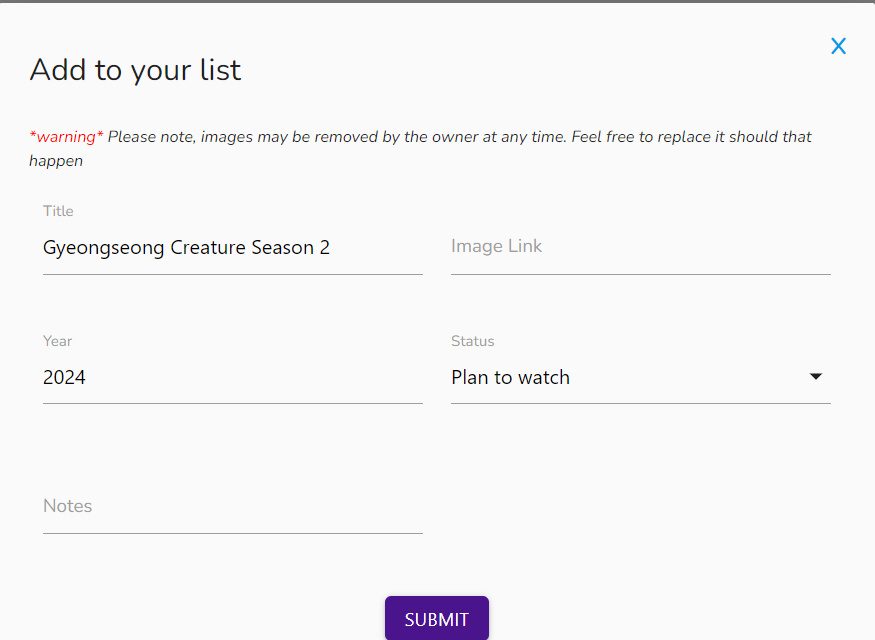 X
Add to your list
*warning* Please note, images may be removed by the owner at any time. Feel free to replace it should that
happen
Title
Gyeongseong Creature Season 2
Image Link
Year
2024
Status
Plan to watch
Notes
SUBMIT